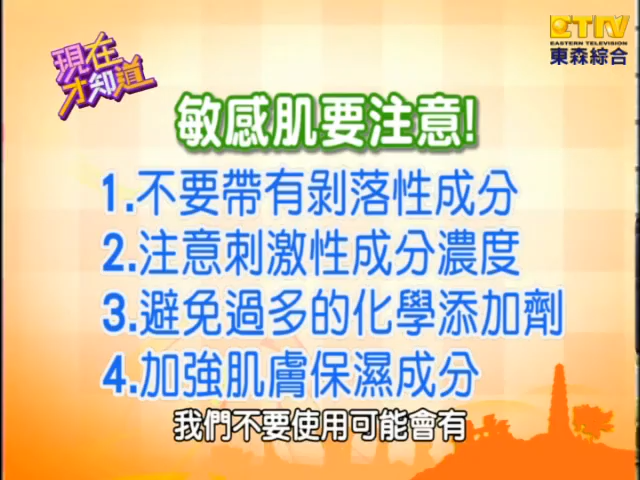 現在
才知道
ETTV
EASTERN TELEVISION
東森綜合
敏感肌要注意!
1.不要帶有剝落性成分
2.注意刺激性成分濃度
3.避免過多的化學添加劑
4.加強肌膚保濕成分
我們不要使用可能會有